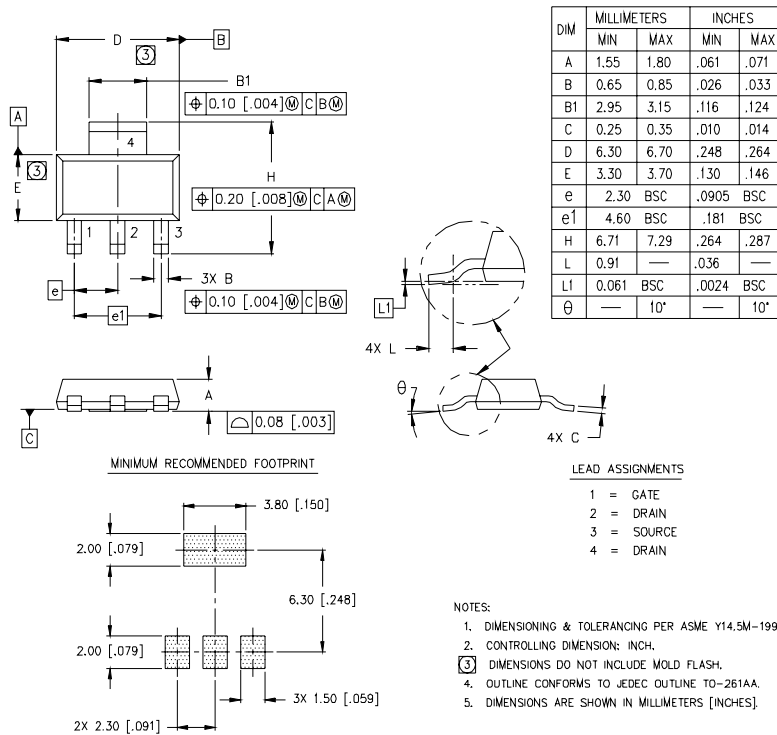 D
B
3
B1
⌖ 0.10 [.004] Ⓜ C B Ⓜ
A
4
3
E
H
⌖ 0.20 [.008] Ⓜ C A Ⓜ
1 2 3
3X B
e
⌖ 0.10 [.004] Ⓜ C B Ⓜ
e1
L1
4X L
A
C
⌓ 0.08 [.003]
θ
4X C
DIM MILLIMETERS INCHES
MIN MAX MIN MAX
A 1.55 1.80 .061 .071
B 0.65 0.85 .026 .033
B1 2.95 3.15 .116 .124
C 0.25 0.35 .010 .014
D 6.30 6.70 .248 .264
E 3.30 3.70 .130 .146
e 2.30 BSC .0905 BSC
e1 4.60 BSC .181 BSC
H 6.71 7.29 .264 .287
L 0.91 — .036 —
L1 0.061 BSC .0024 BSC
θ — 10° — 10°
MINIMUM RECOMMENDED FOOTPRINT
3.80 [.150]
2.00 [.079]
6.30 [.248]
2.00 [.079]
3X 1.50 [.059]
2X 2.30 [.091]
LEAD ASSIGNMENTS
1 = GATE
2 = DRAIN
3 = SOURCE
4 = DRAIN
NOTES:
1. DIMENSIONING & TOLERANCING PER ASME Y14.5M-199
2. CONTROLLING DIMENSION: INCH.
3 DIMENSIONS DO NOT INCLUDE MOLD FLASH.
4. OUTLINE CONFORMS TO JEDEC OUTLINE TO-261AA.
5. DIMENSIONS ARE SHOWN IN MILLIMETERS [INCHES].